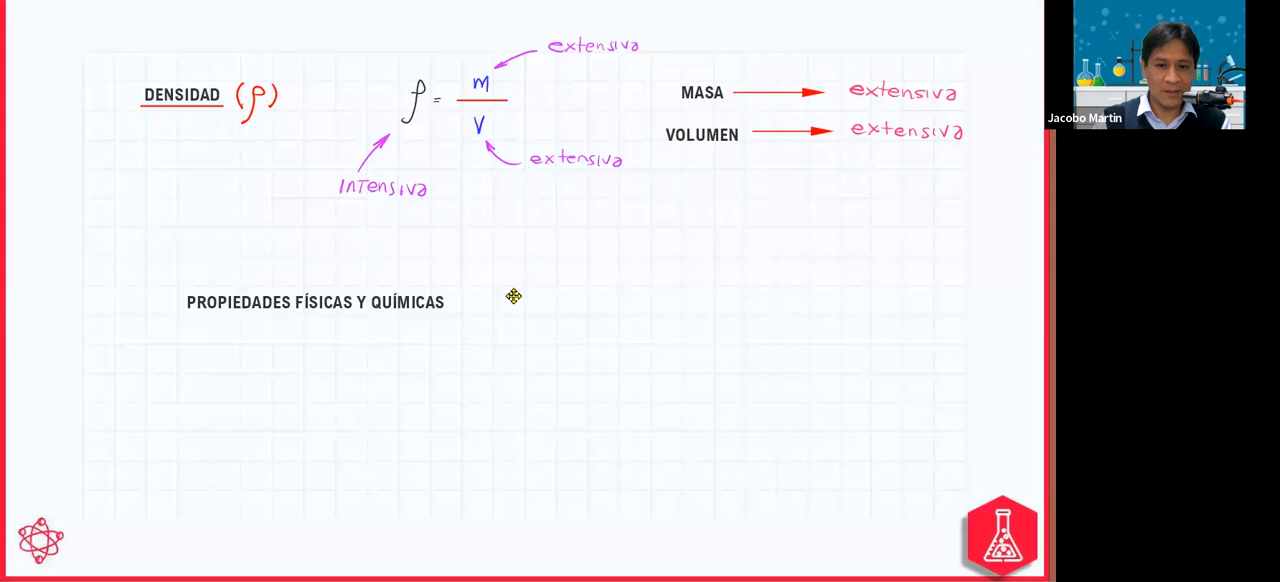 extensiva
DENSIDAD (ρ)
ρ = m / V
MASA → extensiva
VOLUMEN → extensiva
extensiva
INTensiva
PROPIEDADES FÍSICAS Y QUÍMICAS
Jacobo Martin